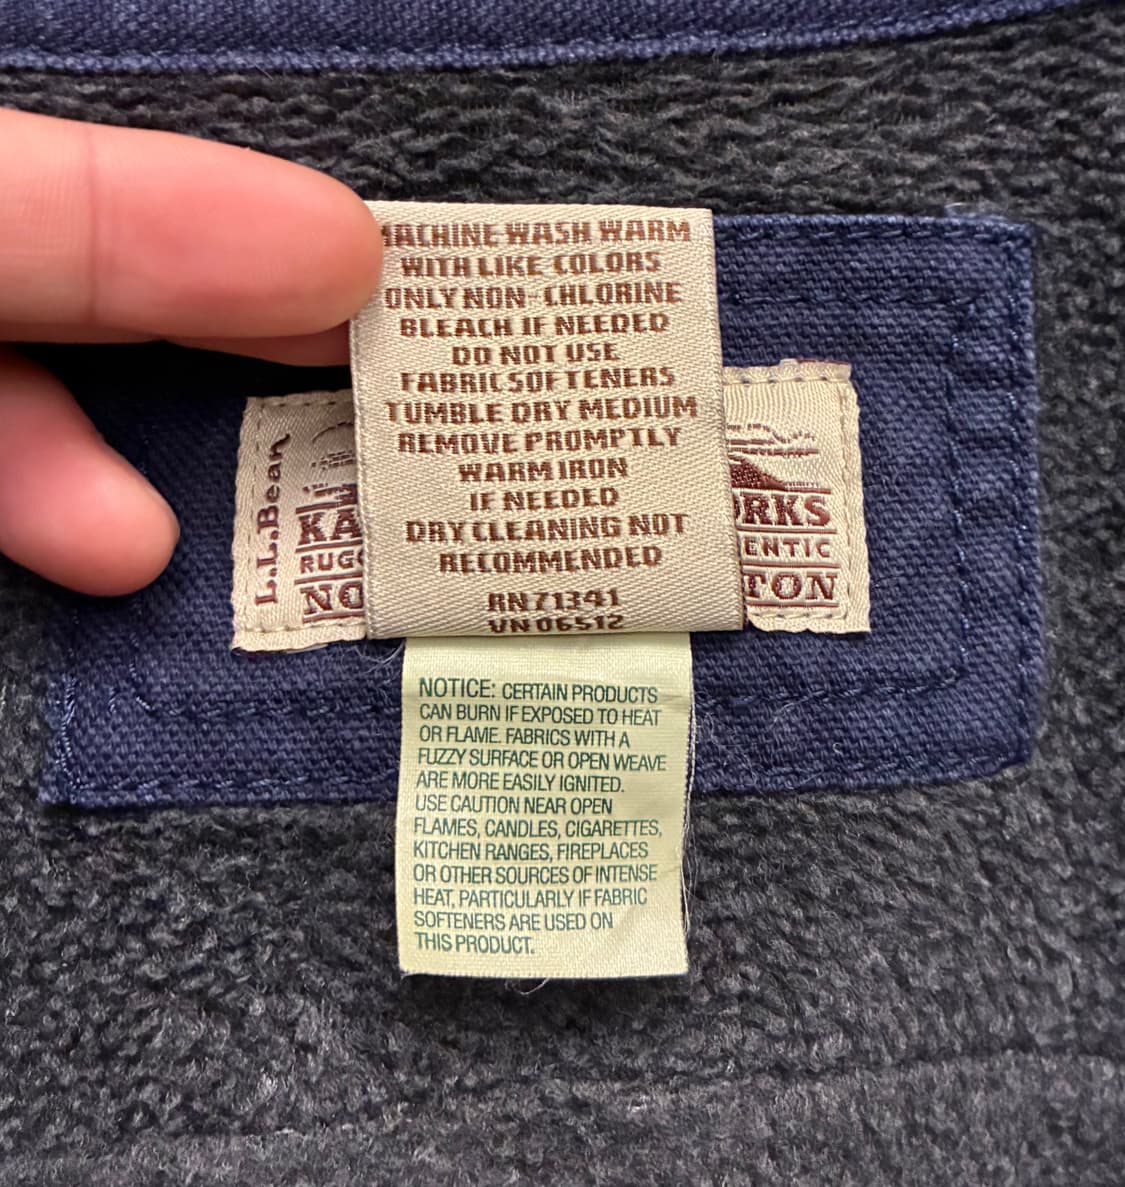 MACHINE WASH WARM
WITH LIKE COLORS
ONLY NON-CHLORINE
BLEACH IF NEEDED
DO NOT USE
FABRIC SOFTENERS
TUMBLE DRY MEDIUM
REMOVE PROMPTLY
WARM IRON
IF NEEDED
DRY CLEANING NOT
RECOMMENDED
RN71341
VN06512
L.L.Bean
KA
RUGG
NO
ORKS
ENTIC
TON
NOTICE: CERTAIN PRODUCTS
CAN BURN IF EXPOSED TO HEAT
OR FLAME. FABRICS WITH A
FUZZY SURFACE OR OPEN WEAVE
ARE MORE EASILY IGNITED.
USE CAUTION NEAR OPEN
FLAMES, CANDLES, CIGARETTES,
KITCHEN RANGES, FIREPLACES
OR OTHER SOURCES OF INTENSE
HEAT, PARTICULARLY IF FABRIC
SOFTENERS ARE USED ON
THIS PRODUCT.